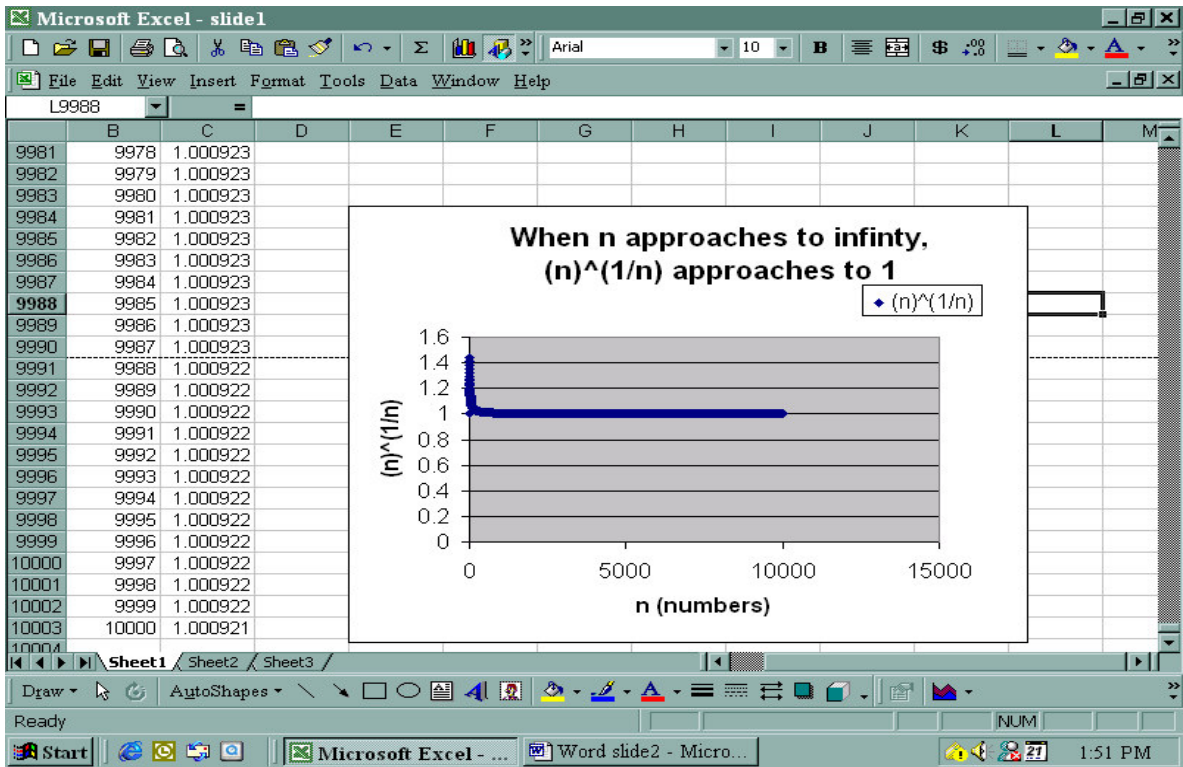 Microsoft Excel - slide1
Arial 10 B $ .00 A
File Edit View Insert Format Tools Data Window Help
L9988 =
B C D E F G H I J K L M
9981 9978 1.000923
9982 9979 1.000923
9983 9980 1.000923
9984 9981 1.000923
9985 9982 1.000923
9986 9983 1.000923
9987 9984 1.000923
9988 9985 1.000923
9989 9986 1.000923
9990 9987 1.000923
9991 9988 1.000922
9992 9989 1.000922
9993 9990 1.000922
9994 9991 1.000922
9995 9992 1.000922
9996 9993 1.000922
9997 9994 1.000922
9998 9995 1.000922
9999 9996 1.000922
10000 9997 1.000922
10001 9998 1.000922
10002 9999 1.000922
10003 10000 1.000921
10004
When n approaches to infinty,
(n)^(1/n) approaches to 1
(n)^(1/n)
1.6
1.4
1.2
1
0.8
0.6
0.4
0.2
0
(n)^(1/n)
0 5000 10000 15000
n (numbers)
Sheet1 Sheet2 Sheet3
Draw AutoShapes A
Ready NUM
Start Microsoft Excel - ... Word slide2 - Micro... 21 1:51 PM